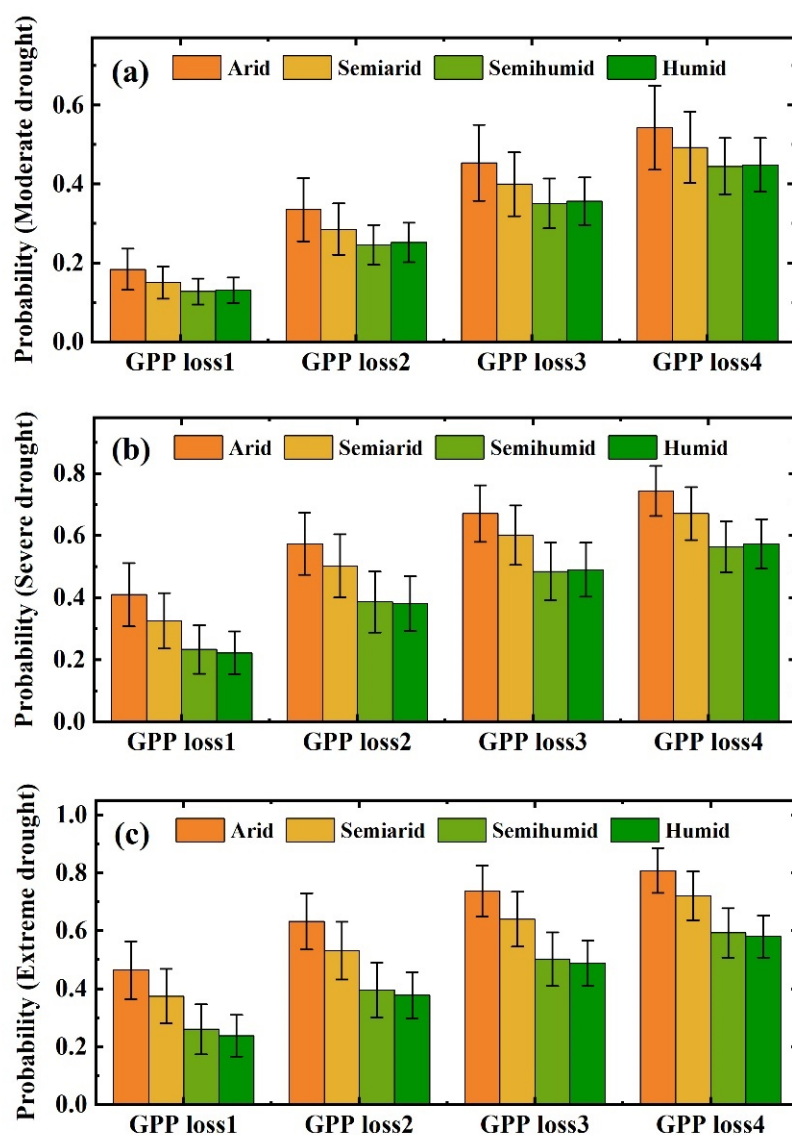 (a) Arid Semiarid Semihumid Humid
Probability (Moderate drought)
0.6
0.4
0.2
0.0
GPP loss1 GPP loss2 GPP loss3 GPP loss4
(b) Arid Semiarid Semihumid Humid
Probability (Severe drought)
0.8
0.6
0.4
0.2
0.0
GPP loss1 GPP loss2 GPP loss3 GPP loss4
(c) Arid Semiarid Semihumid Humid
Probability (Extreme drought)
1.0
0.8
0.6
0.4
0.2
0.0
GPP loss1 GPP loss2 GPP loss3 GPP loss4